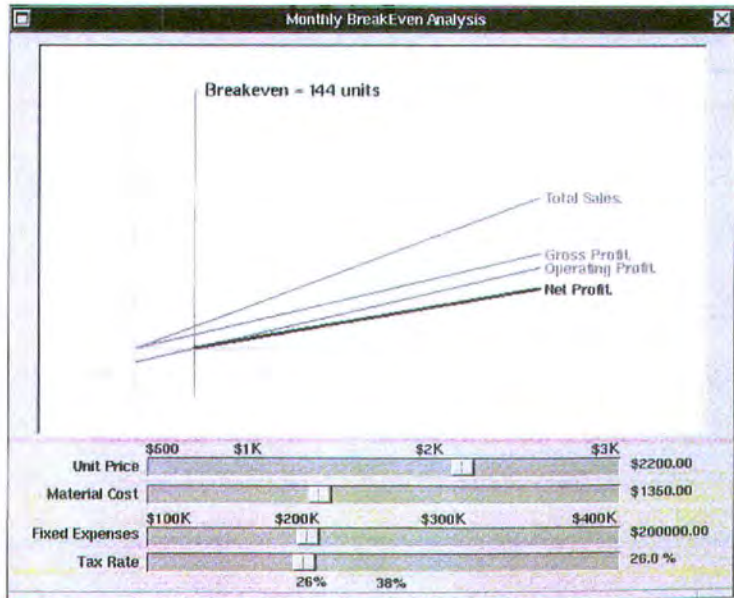 Monthly BreakEven Analysis
Breakeven = 144 units
Total Sales.
Gross Profit.
Operating Profit.
Net Profit.
$500 $1K $2K $3K
Unit Price $2200.00
Material Cost $1350.00
$100K $200K $300K $400K
Fixed Expenses $200000.00
Tax Rate 26.0 %
26% 38%